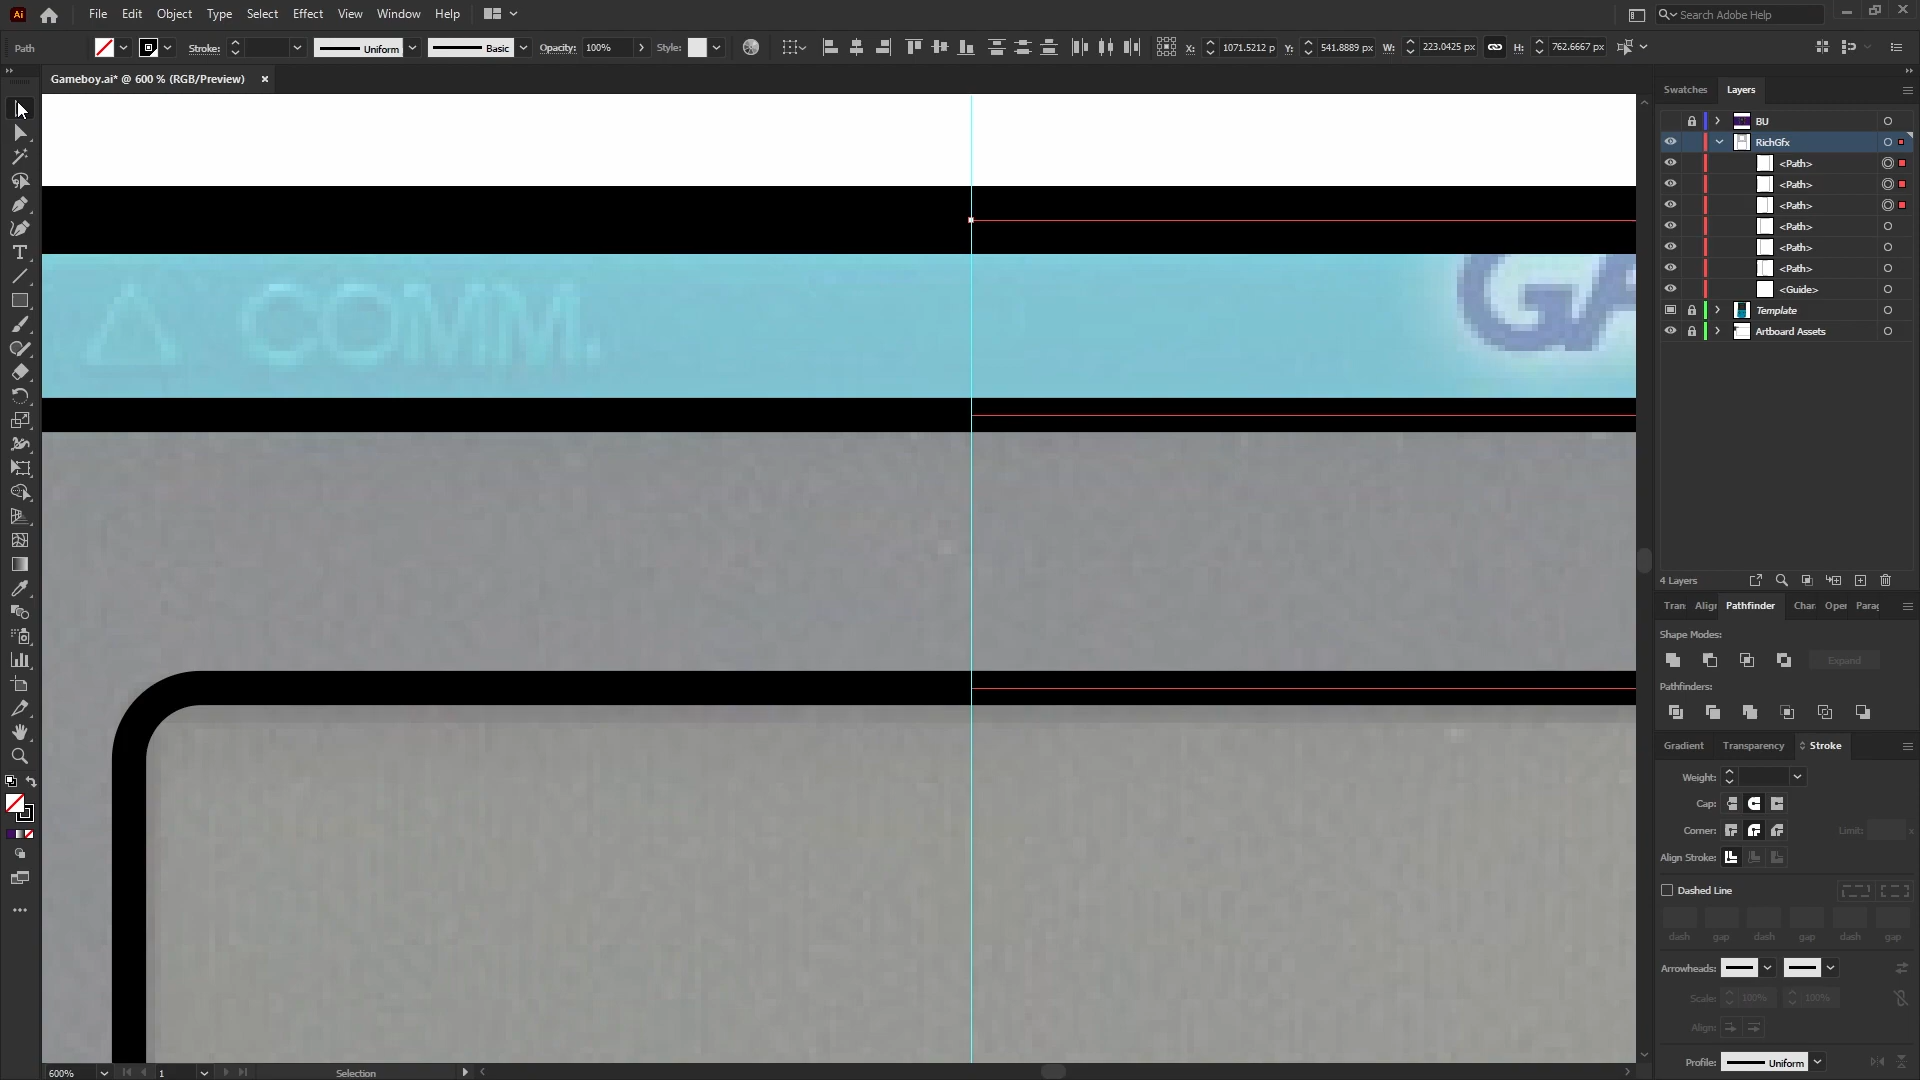 Ai File Edit Object Type Select Effect View Window Help Search Adobe Help
Path Stroke: Uniform Basic Opacity: 100% Style: X: 1071.5212 p Y: 541.8889 px W: 223.0425 px H: 762.6667 px
Gameboy.ai* @ 600 % (RGB/Preview) ×
Swatches Layers
BU
RichGfx
<Path>
<Path>
<Path>
<Path>
<Path>
<Path>
<Guide>
Template
Artboard Assets
COMM.
GA
4 Layers
Tran Align Pathfinder Char Open Parag
Shape Modes:
Expand
Pathfinders:
Gradient Transparency Stroke
Weight:
Cap:
Corner: Limit: x
Align Stroke:
Dashed Line
dash gap dash gap dash gap
Arrowheads:
Scale: 100% 100%
Align:
Profile: Uniform
600% 1 Selection